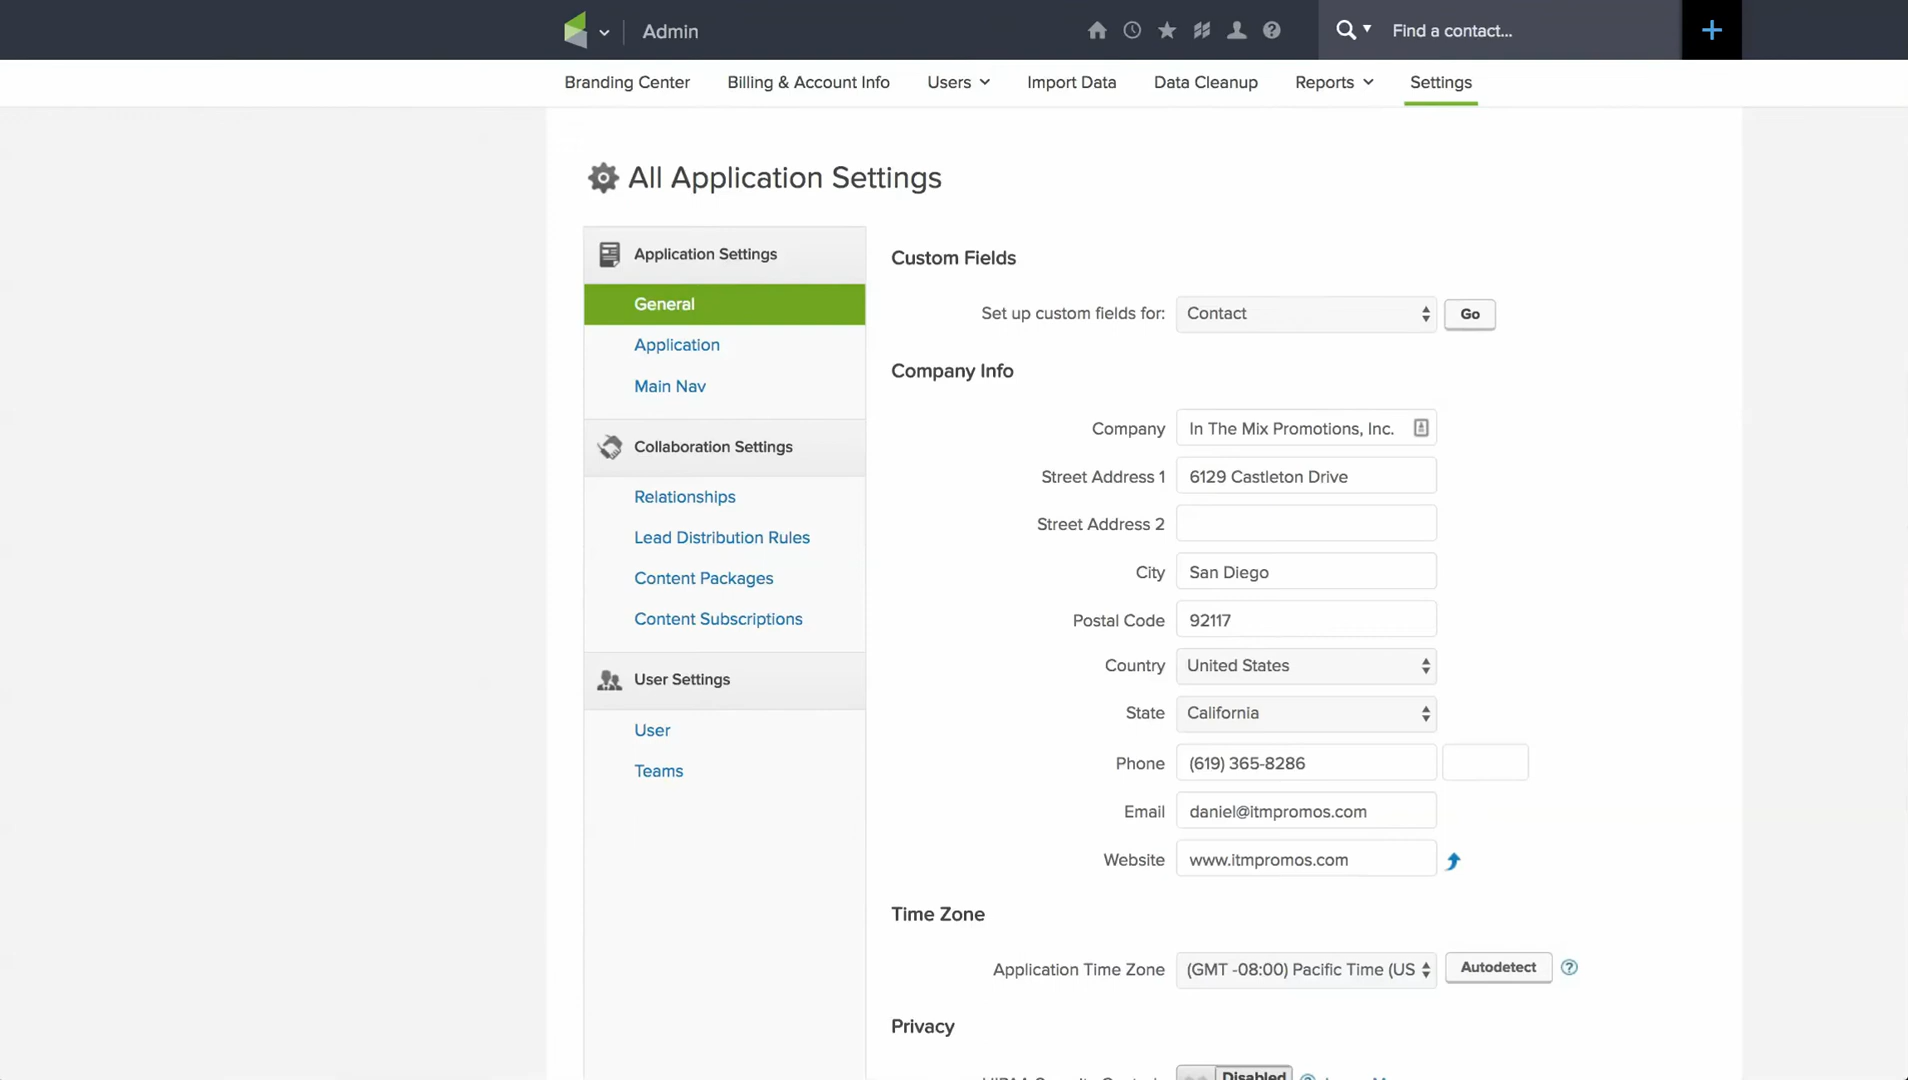 Admin
Find a contact...
Branding Center Billing & Account Info Users Import Data Data Cleanup Reports Settings
All Application Settings
Application Settings
General
Application
Main Nav
Collaboration Settings
Relationships
Lead Distribution Rules
Content Packages
Content Subscriptions
User Settings
User
Teams
Custom Fields
Set up custom fields for: Contact Go
Company Info
Company In The Mix Promotions, Inc.
Street Address 1 6129 Castleton Drive
Street Address 2
City San Diego
Postal Code 92117
Country United States
State California
Phone (619) 365-8286
Email daniel@itmpromos.com
Website www.itmpromos.com
Time Zone
Application Time Zone (GMT -08:00) Pacific Time (US Autodetect
Privacy
Disabled